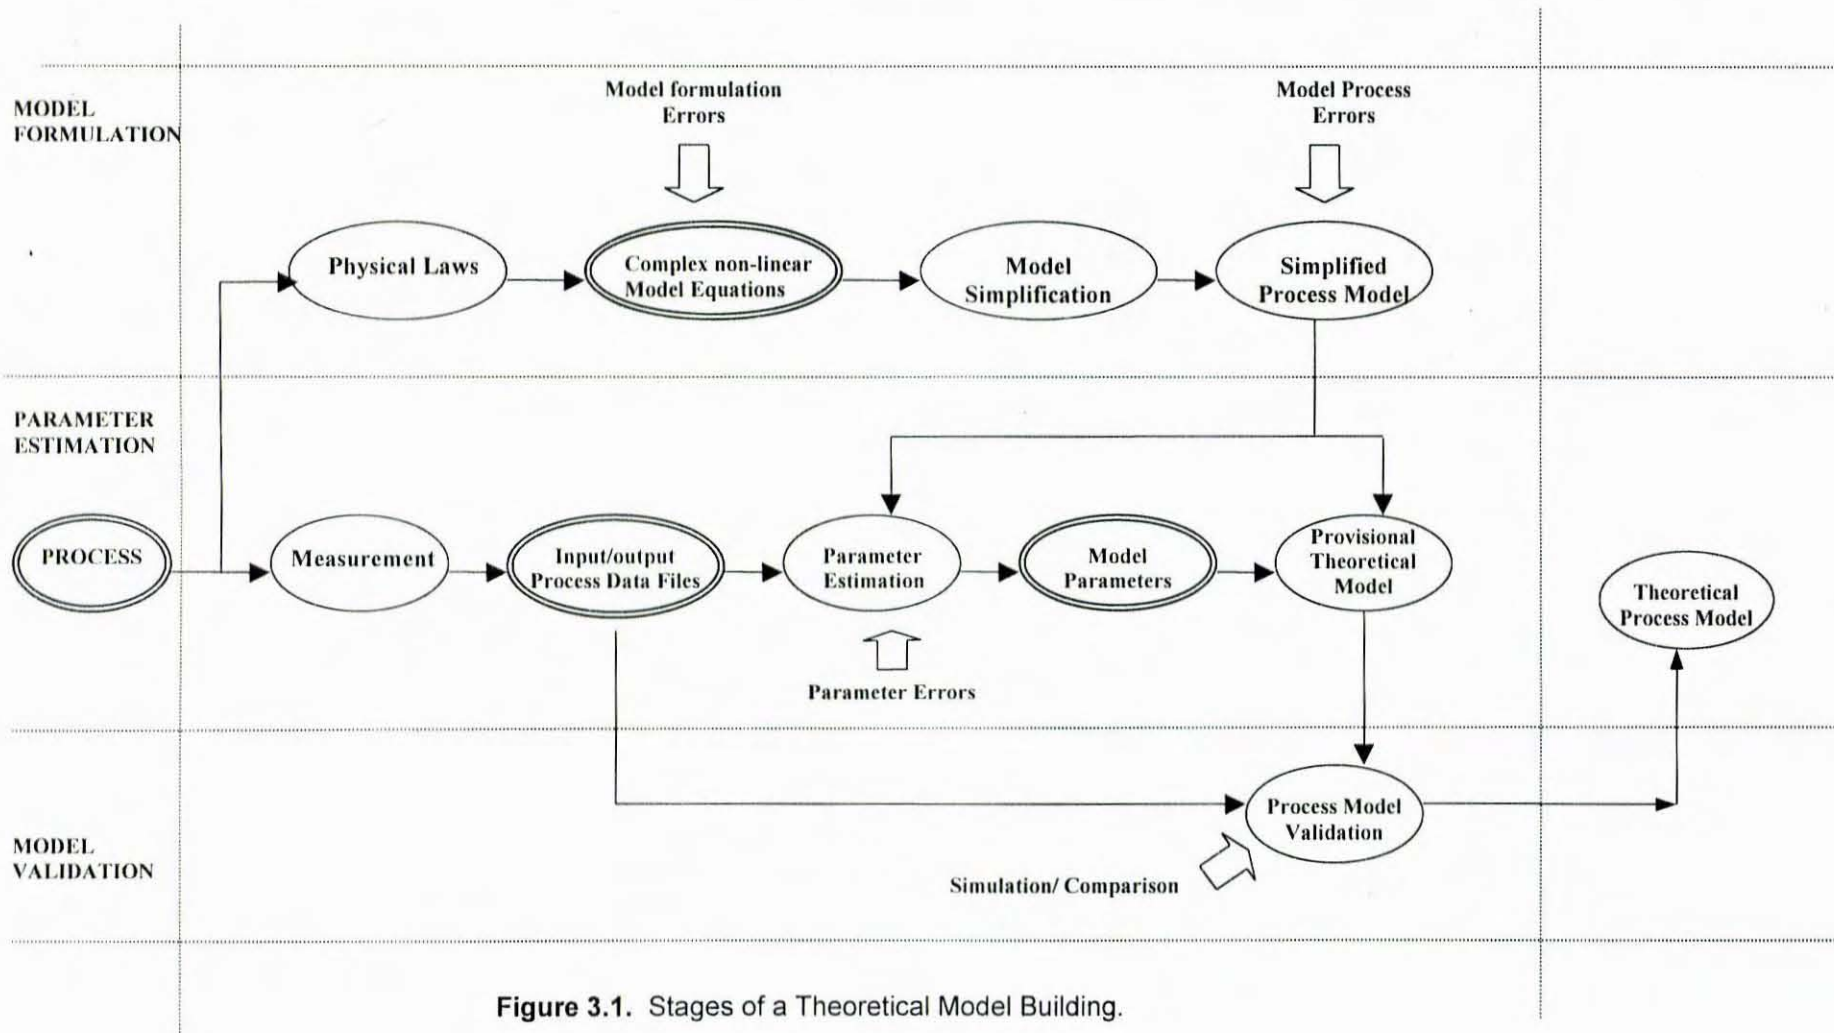 Model formulation
Errors
Model Process
Errors
MODEL
FORMULATION
Physical Laws
Complex non-linear
Model Equations
Model
Simplification
Simplified
Process Model
PARAMETER
ESTIMATION
PROCESS
Measurement
Input/output
Process Data Files
Parameter
Estimation
Model
Parameters
Provisional
Theoretical
Model
Theoretical
Process Model
Parameter Errors
Process Model
Validation
MODEL
VALIDATION
Simulation/ Comparison
Figure 3.1. Stages of a Theoretical Model Building.